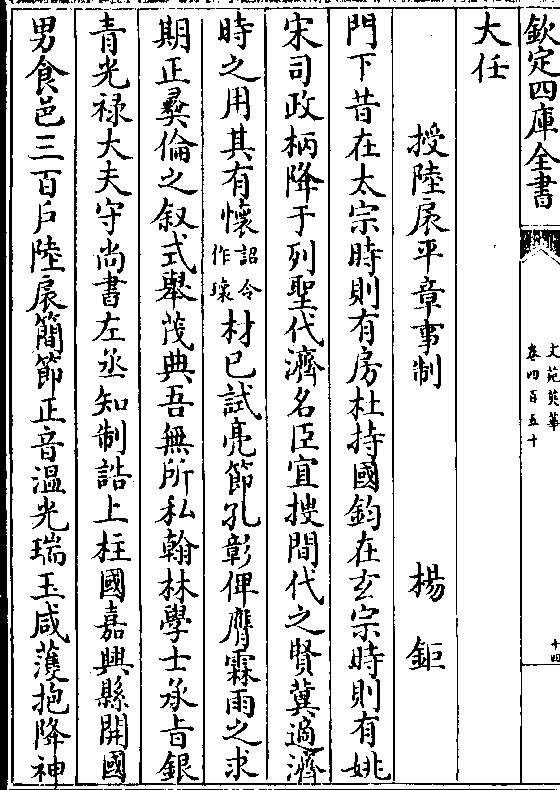 欽定四庫全書
文苑英華
卷四百五十
十四
大任
授陸扆平章事制
楊鉅
門下昔在太宗時則有房杜持國鈞在玄宗時則有姚
宋司政柄降于列聖代濟名臣宜搜間代之賢冀適濟
時之用其有懷詔令作瓌材已試亮節孔彰俾膺霖雨之求
期正彝倫之叙式舉茂典吾無所私翰林學士承旨銀
青光禄大夫守尚書左丞知制誥上柱國嘉興縣開國
男食邑三百戶陸扆簡節正音溫光瑞玉咸頀抱降神